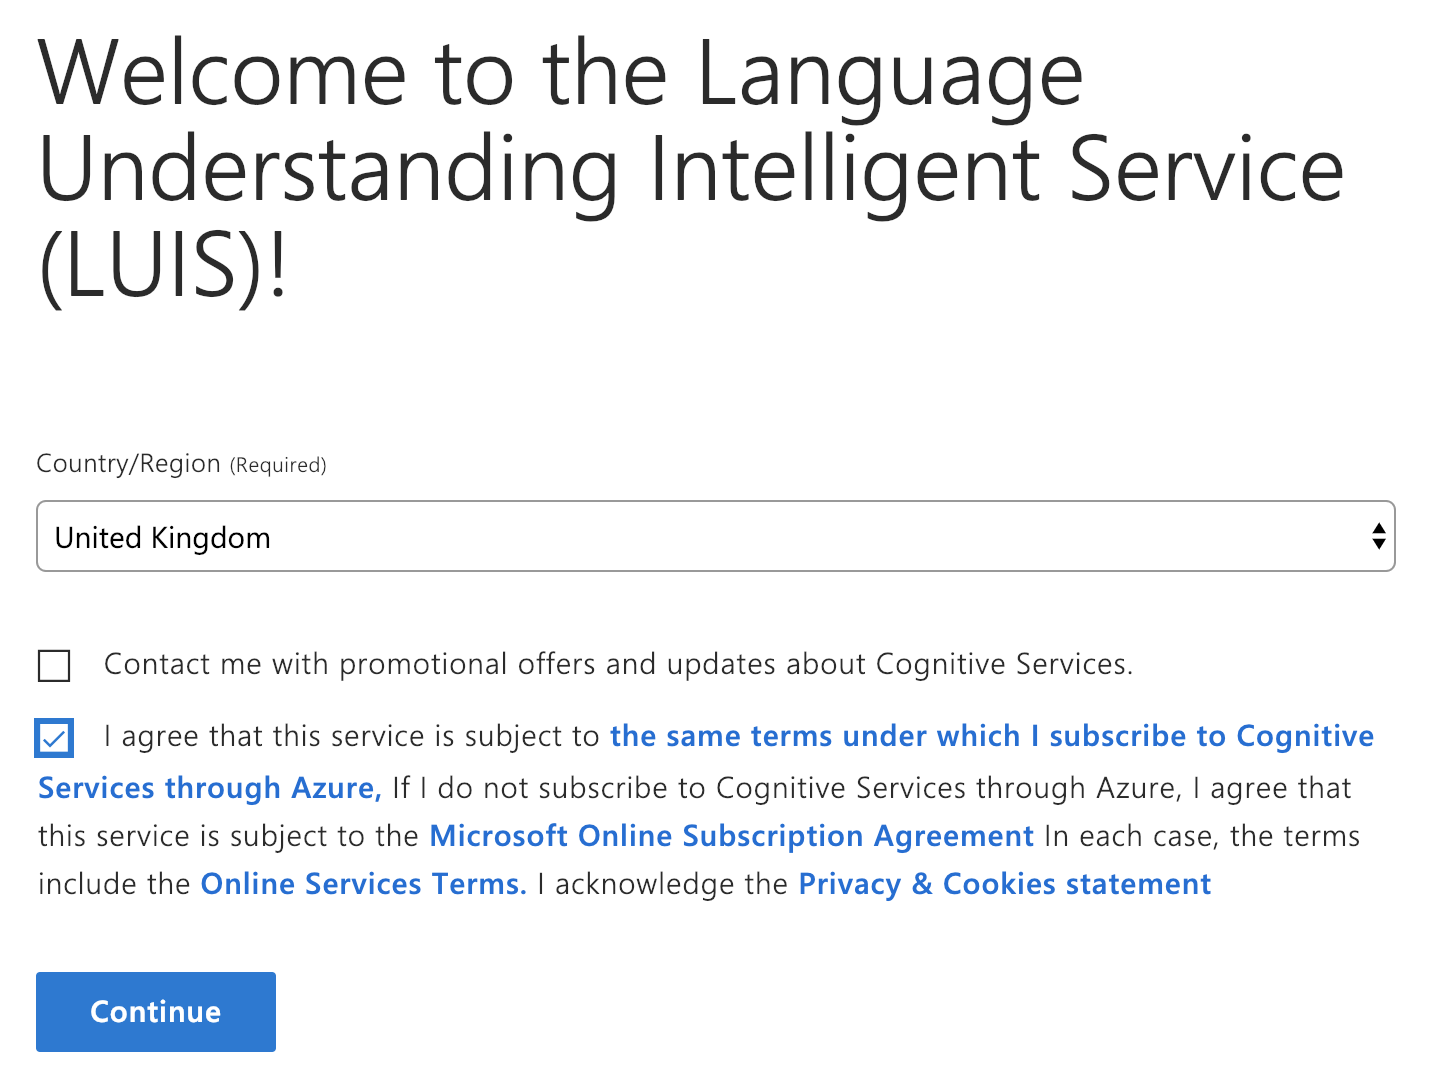 Welcome to the Language
Understanding Intelligent Service
(LUIS)!
Country/Region (Required)
United Kingdom
Contact me with promotional offers and updates about Cognitive Services.
I agree that this service is subject to the same terms under which I subscribe to Cognitive
Services through Azure, If I do not subscribe to Cognitive Services through Azure, I agree that
this service is subject to the Microsoft Online Subscription Agreement In each case, the terms
include the Online Services Terms. I acknowledge the Privacy & Cookies statement
Continue